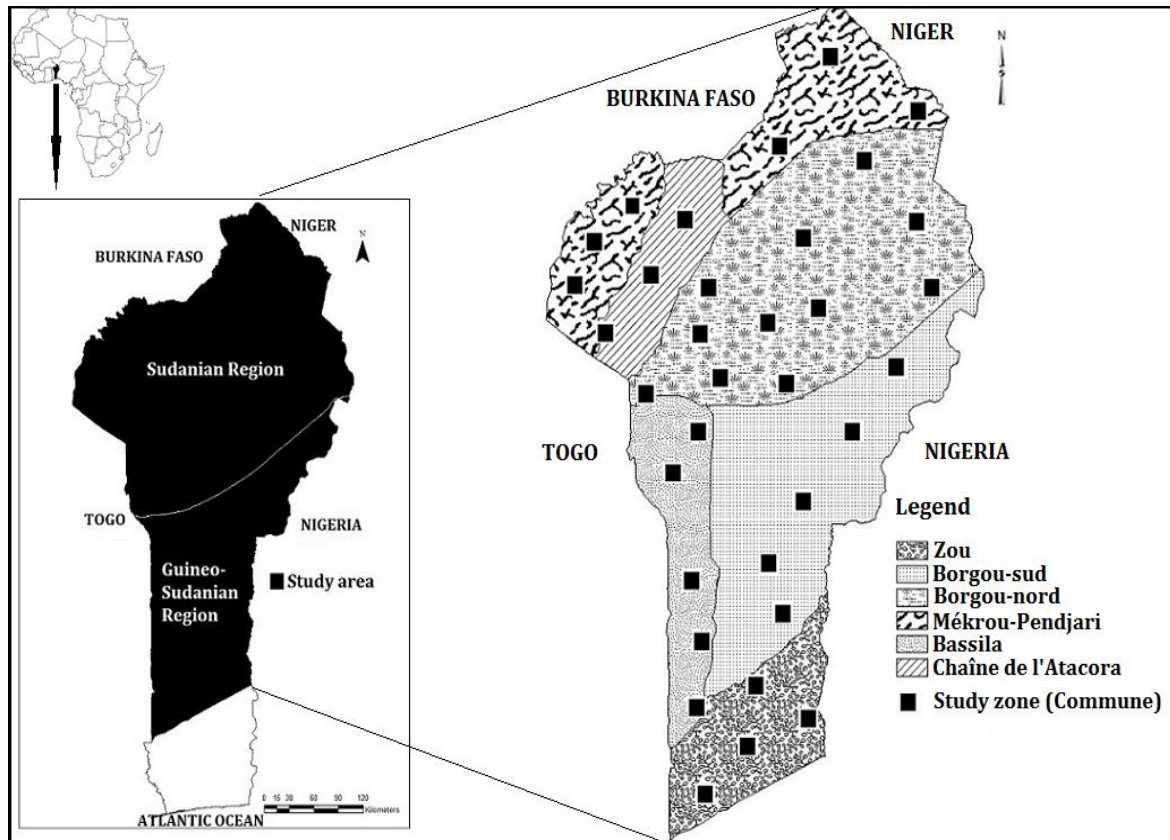 NIGER
BURKINA FASO
N
Sudanian Region
TOGO
NIGERIA
Guineo-
Sudanian
Region
Study area
0 15 30 60 90 120
Kilometers
ATLANTIC OCEAN
NIGER
N
S
BURKINA FASO
TOGO
NIGERIA
Legend
Zou
Borgou-sud
Borgou-nord
Mékrou-Pendjari
Bassila
Chaîne de l'Atacora
Study zone (Commune)